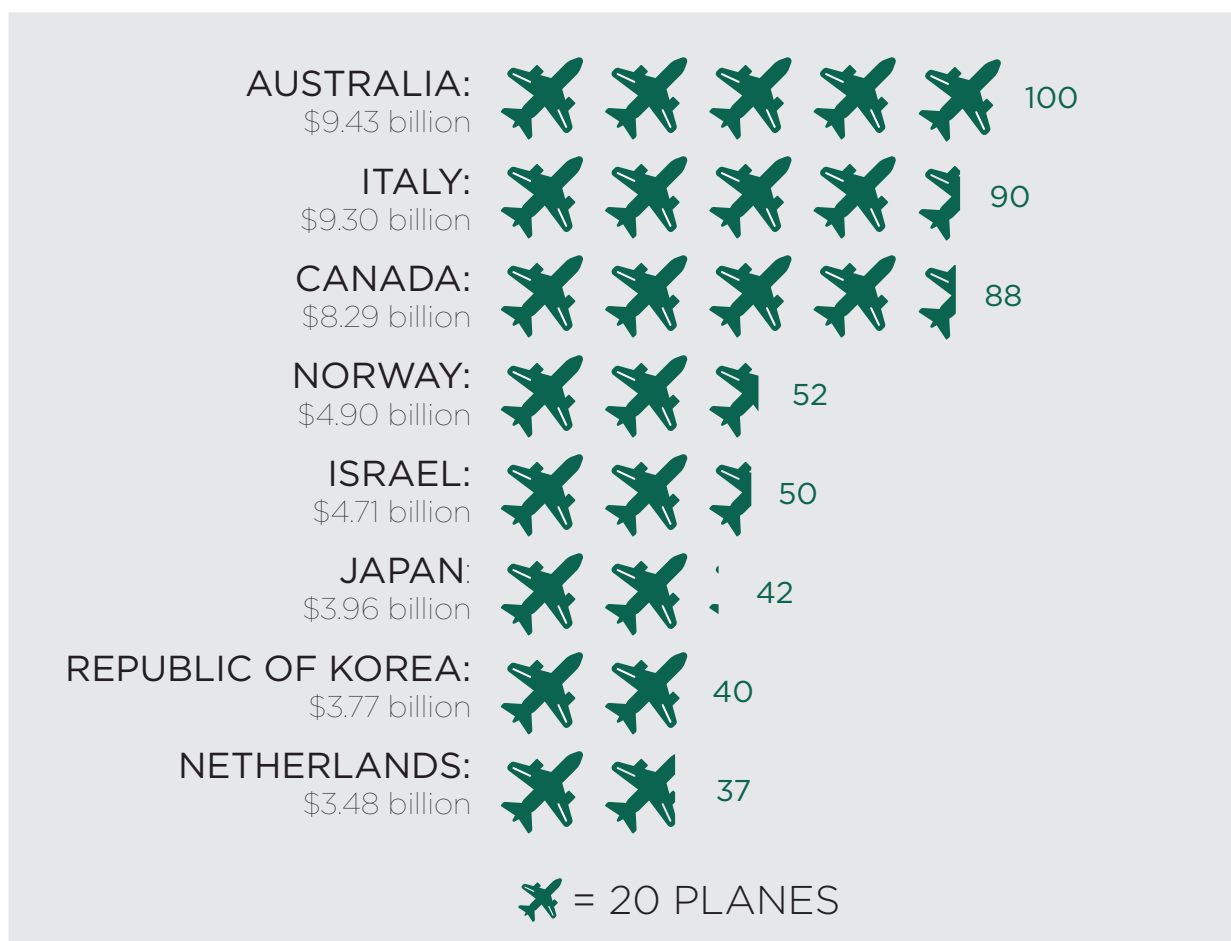 AUSTRALIA:
$9.43 billion
100
ITALY:
$9.30 billion
90
CANADA:
$8.29 billion
88
NORWAY:
$4.90 billion
52
ISRAEL:
$4.71 billion
50
JAPAN:
$3.96 billion
42
REPUBLIC OF KOREA:
$3.77 billion
40
NETHERLANDS:
$3.48 billion
37
= 20 PLANES